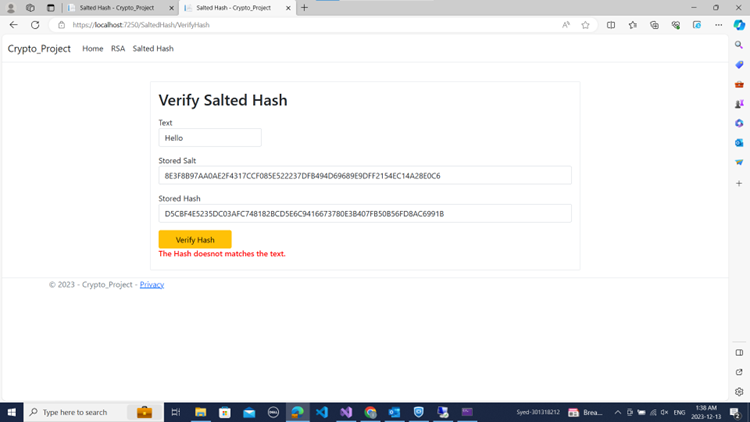 Salted Hash - Crypto_Project
Salted Hash - Crypto_Project
https://localhost:7250/SaltedHash/VerifyHash
Crypto_Project Home RSA Salted Hash
Verify Salted Hash
Text
Hello
Stored Salt
8E3F8B97AA0AE2F4317CCF085E522237DFB494D69689E9DFF2154EC14A28E0C6
Stored Hash
D5CBF4E5235DC03AFC748182BCD5E6C9416673780E3B407FB50B56FD8AC6991B
Verify Hash
The Hash doesnot matches the text.
© 2023 - Crypto_Project - Privacy
Type here to search
Syed-301318212
Brea...
ENG
1:38 AM
2023-12-13
2